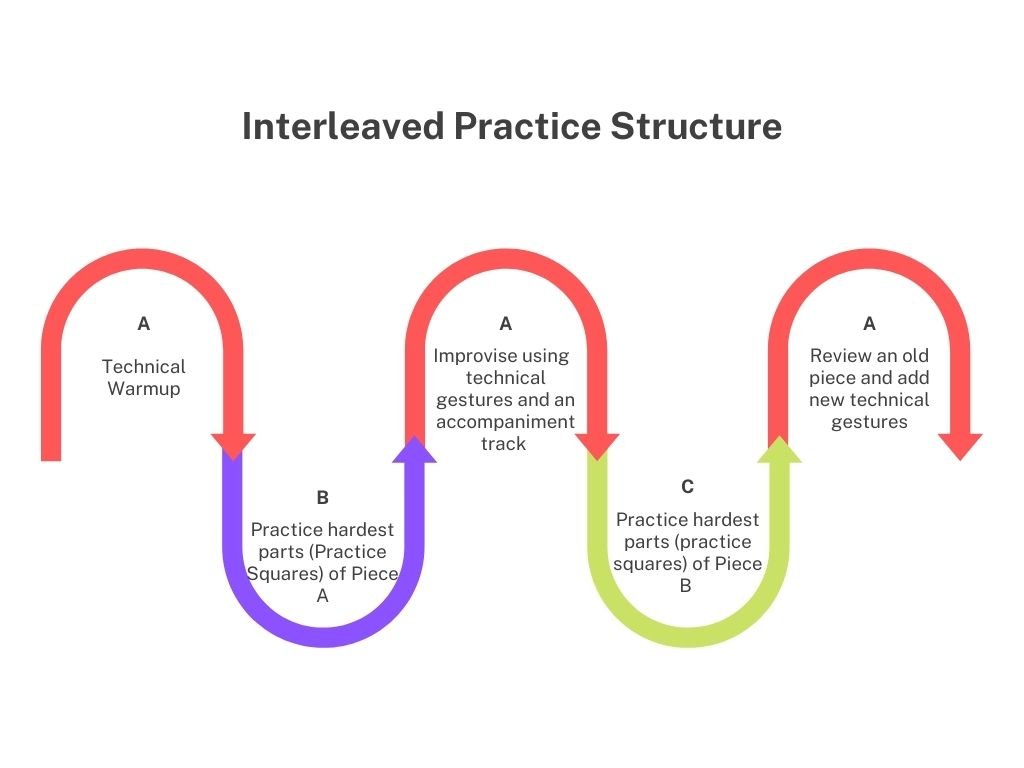 Interleaved Practice Structure
A
Technical
Warmup
B
Practice hardest
parts (Practice
Squares) of Piece
A
A
Improvise using
technical
gestures and an
accompaniment
track
C
Practice hardest
parts (practice
squares) of Piece
B
A
Review an old
piece and add
new technical
gestures